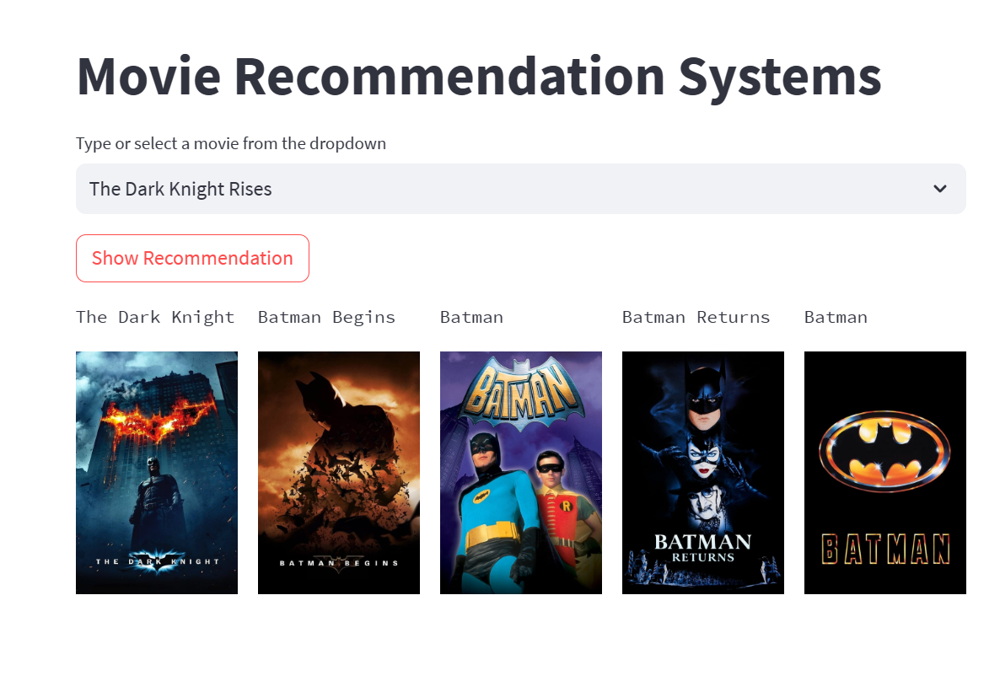 Movie Recommendation Systems
Type or select a movie from the dropdown
The Dark Knight Rises
Show Recommendation
The Dark Knight
Batman Begins
Batman
Batman Returns
Batman
THE DARK KNIGHT
BATMAN BEGINS
BATMAN
R
BATMAN
RETURNS
BATMAN